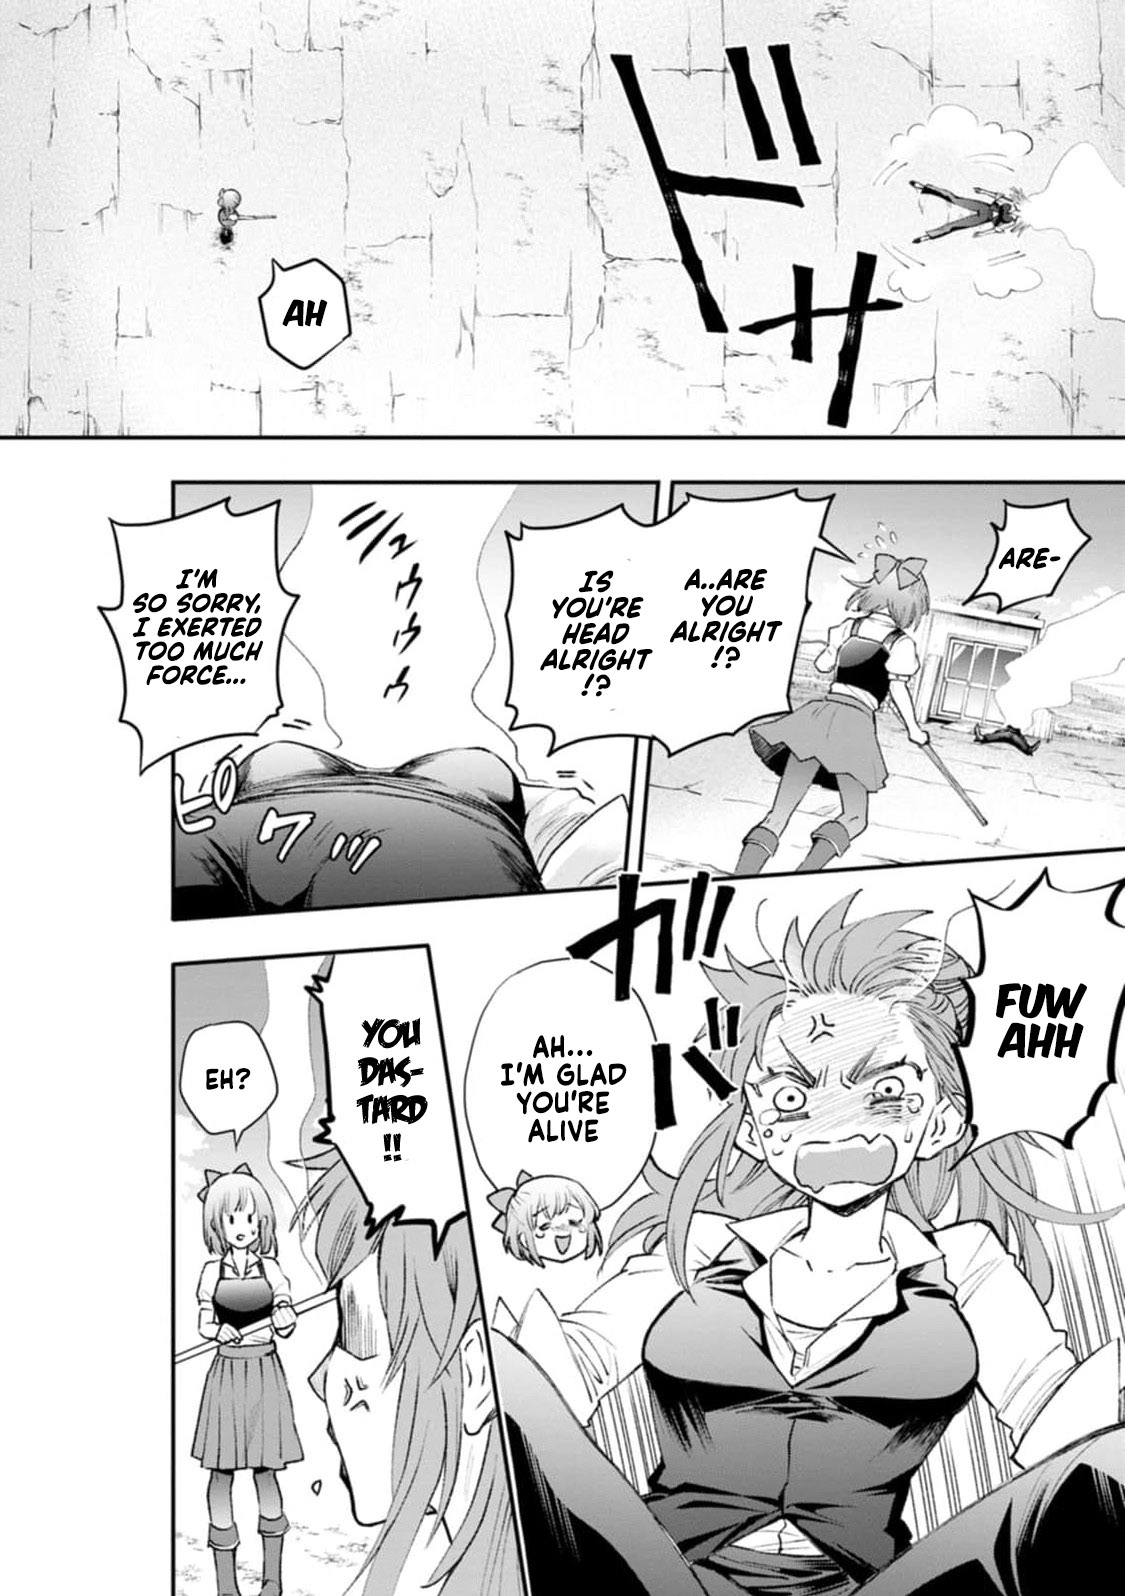 ドサッ
AH
ARE-
A..ARE
YOU
ALRIGHT
!?
IS
YOU'RE
HEAD
ALRIGHT
!?
シュウウウウ
I'M
SO SORRY,
I EXERTED
TOO MUCH
FORCE...
ピクッ
FUW
AHH
ガバッ
AH...
I'M GLAD
YOU'RE
ALIVE
YOU
DAS-
TARD
!!
EH?